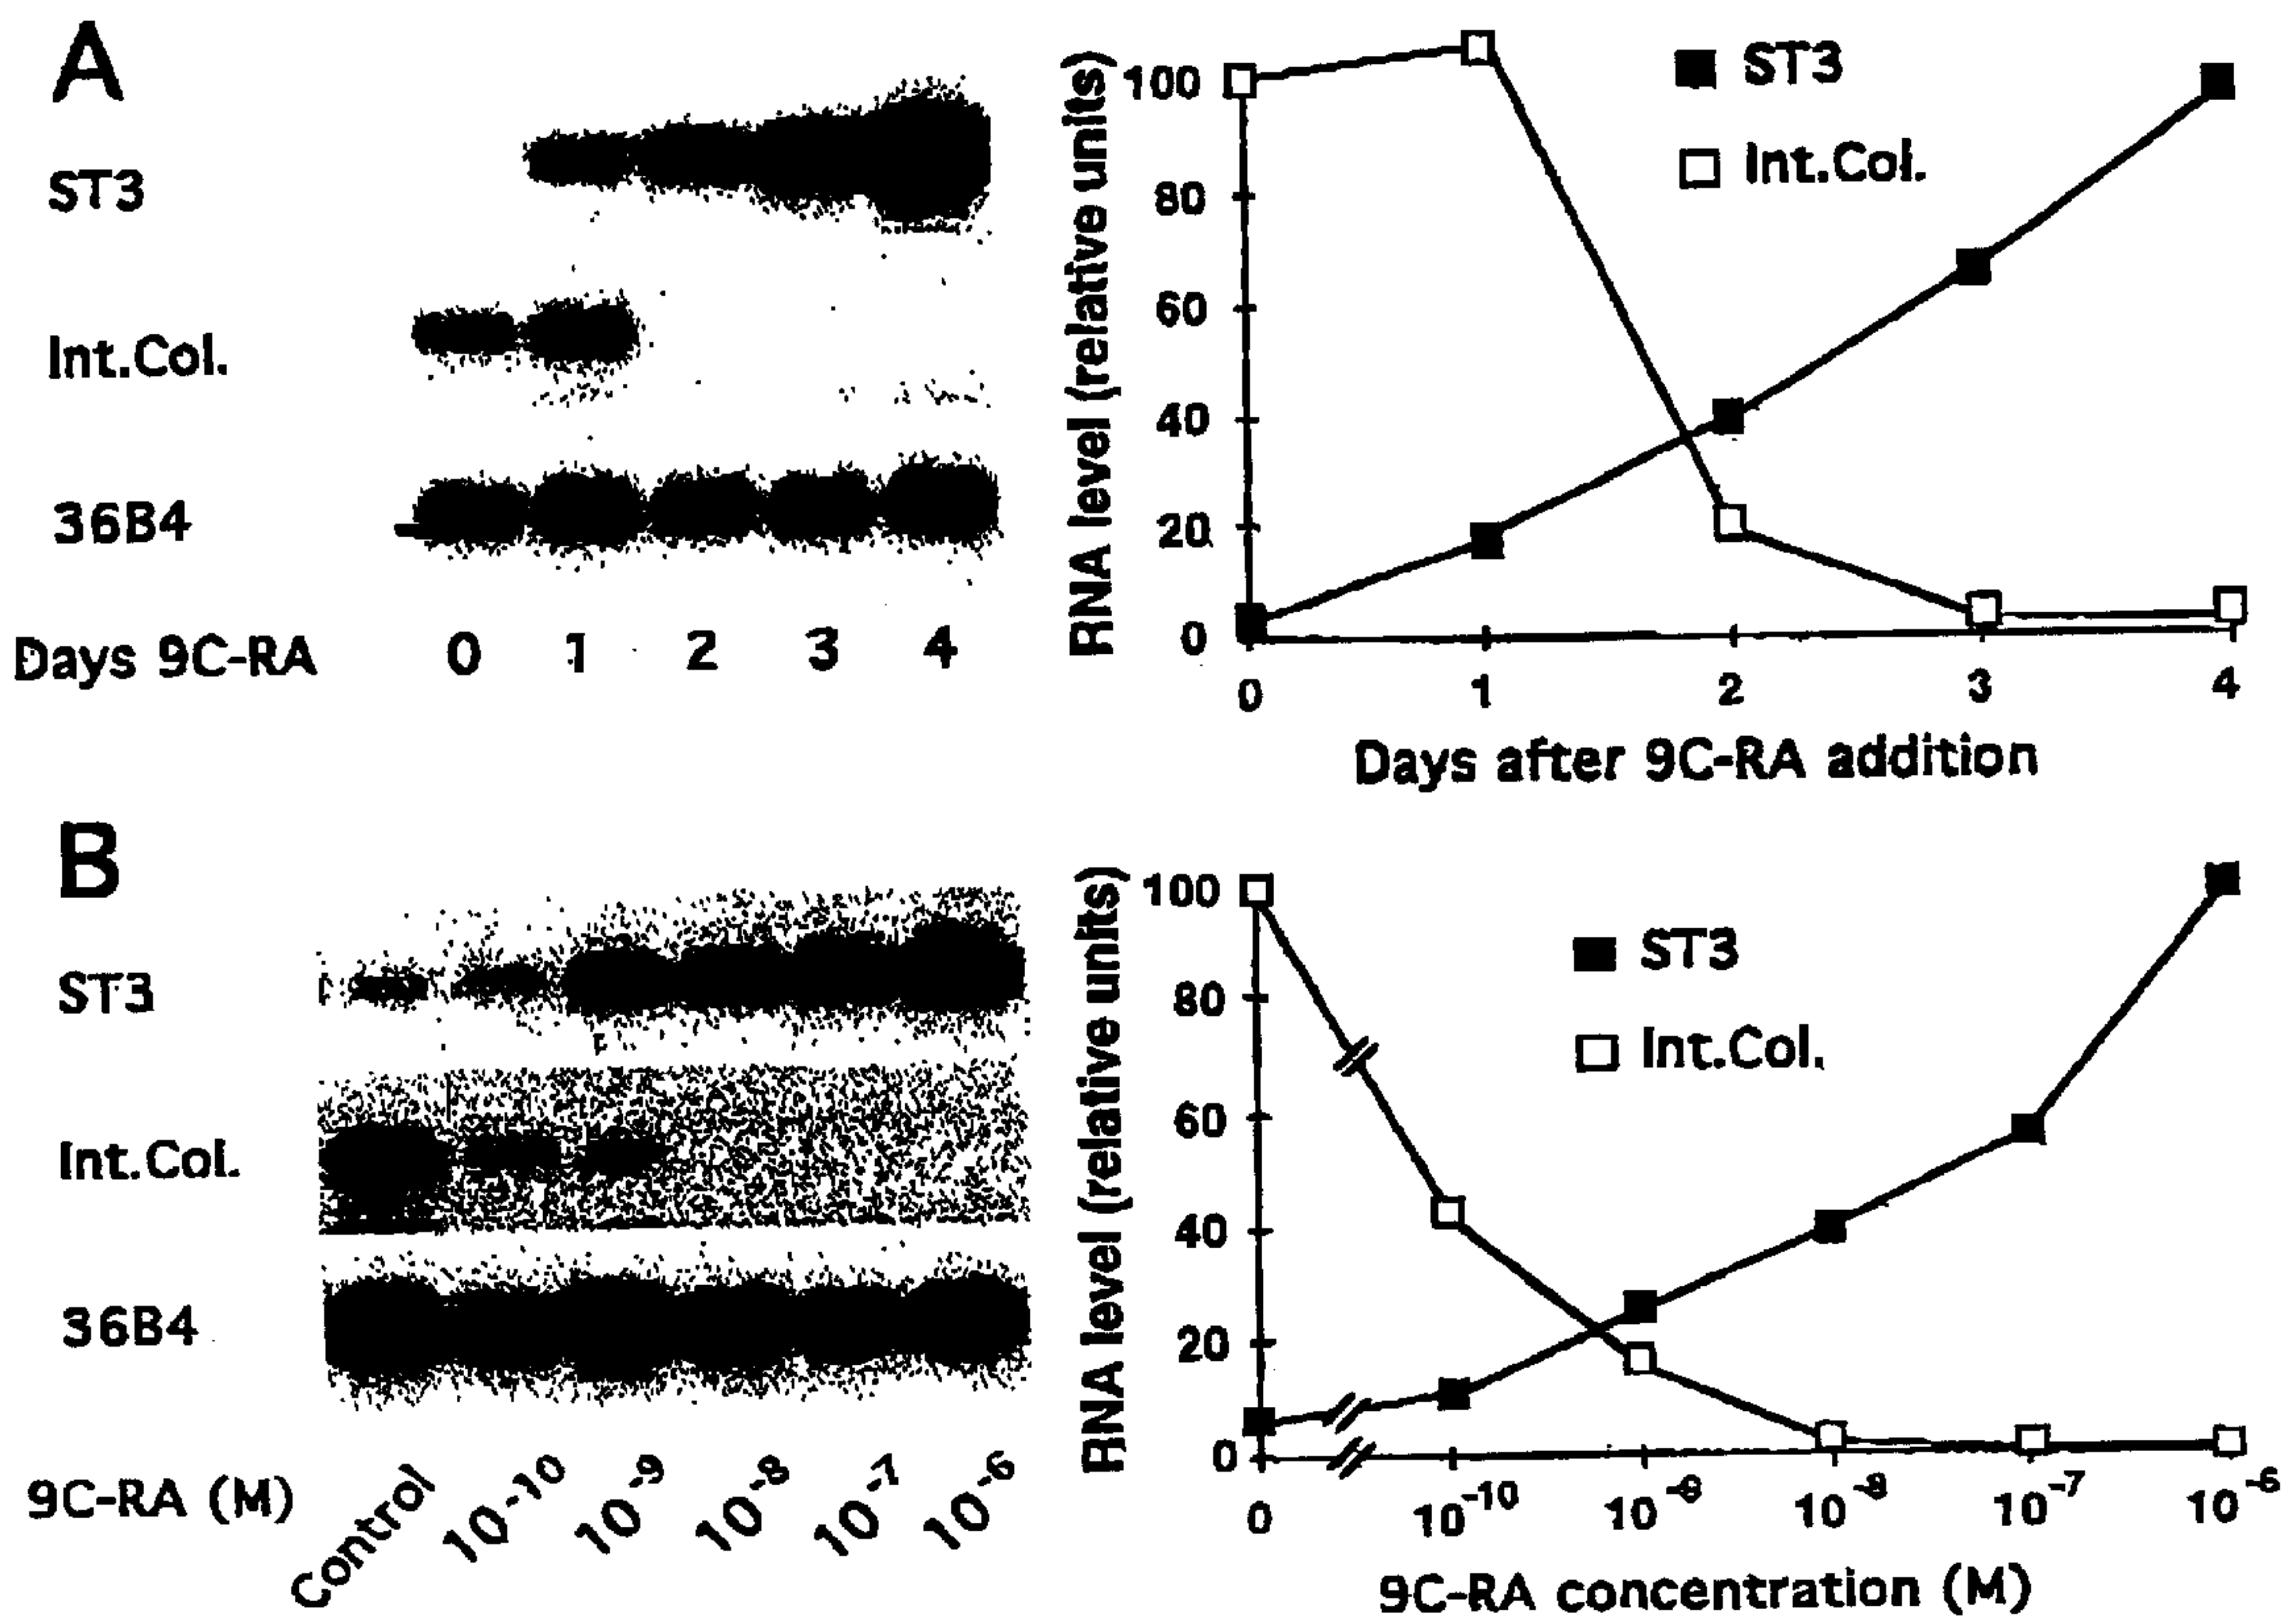 A
ST3
Int.Col.
36B4
Days 9C-RA 0 1 2 3 4
RNA level (relative units)
100
80
60
40
20
0
ST3
Int.Col.
0 1 2 3 4
Days after 9C-RA addition
B
ST3
Int.Col.
36B4
9C-RA (M) Control 10⁻¹⁰ 10⁻⁹ 10⁻⁸ 10⁻⁷ 10⁻⁶
RNA level (relative units)
100
80
60
40
20
0
ST3
Int.Col.
0 10⁻¹⁰ 10⁻⁹ 10⁻⁸ 10⁻⁷ 10⁻⁶
9C-RA concentration (M)